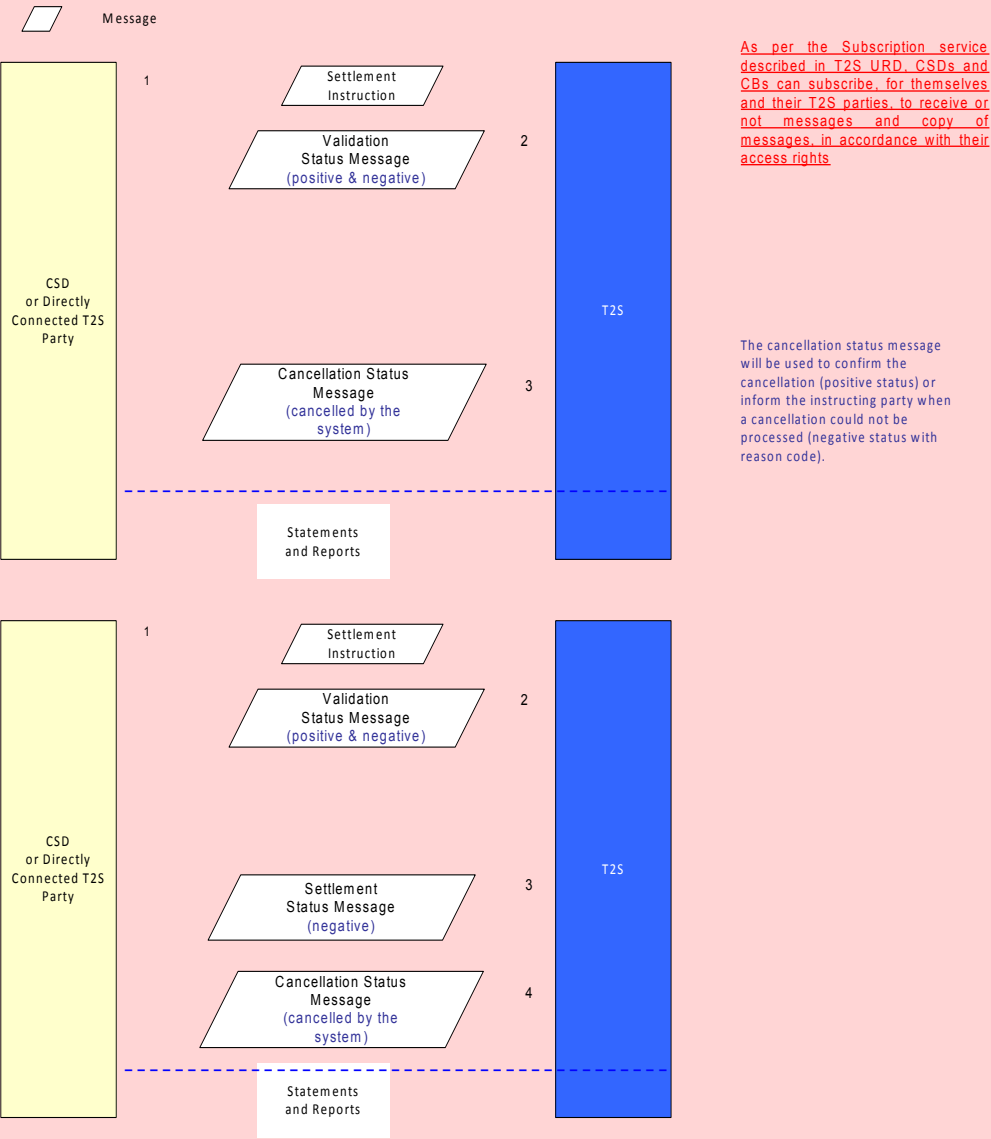 Message
As per the Subscription service
described in T2S URD, CSDs and
CBs can subscribe, for themselves
and their T2S parties, to receive or
not messages and copy of
messages, in accordance with their
access rights
1
Settlement
Instruction
Validation
Status Message
(positive & negative)
2
CSD
or Directly
Connected T2S
Party
T2S
The cancellation status message
will be used to confirm the
cancellation (positive status) or
inform the instructing party when
a cancellation could not be
processed (negative status with
reason code).
Cancellation Status
Message
(cancelled by the
system)
3
Statements
and Reports
1
Settlement
Instruction
Validation
Status Message
(positive & negative)
2
CSD
or Directly
Connected T2S
Party
T2S
Settlement
Status Message
(negative)
3
Cancellation Status
Message
(cancelled by the
system)
4
Statements
and Reports